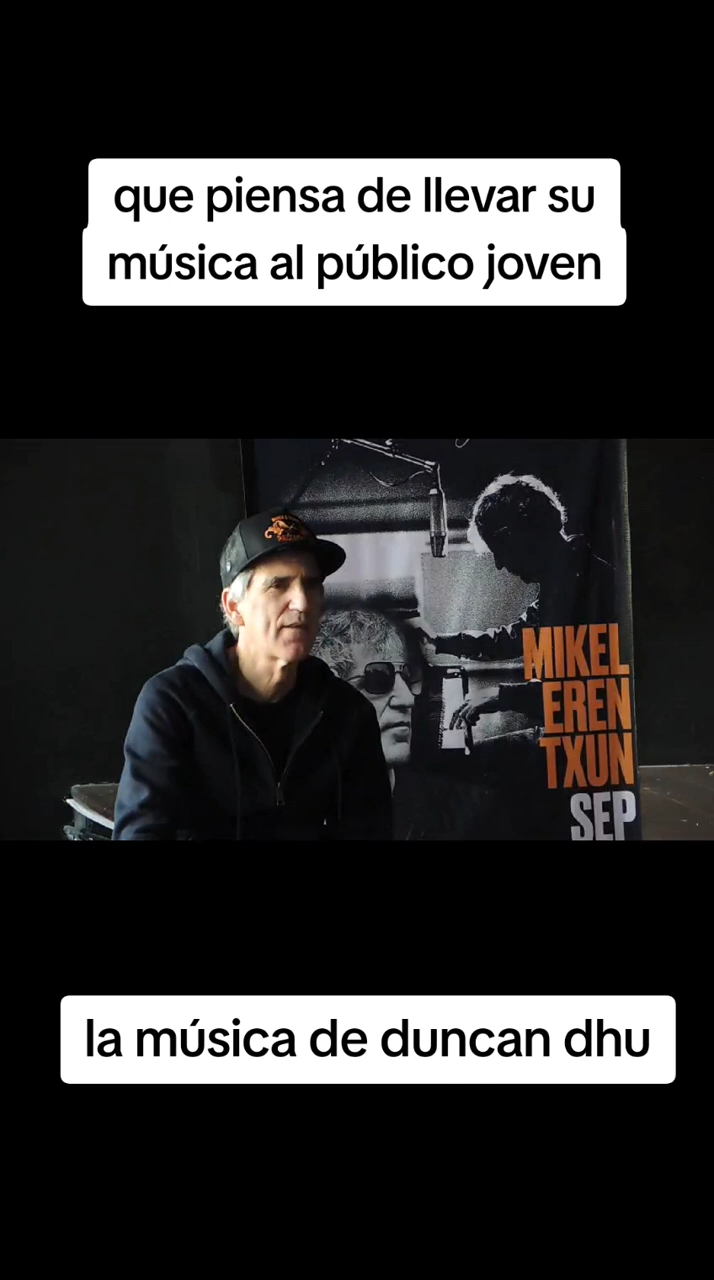 que piensa de llevar su
música al público joven
MIKEL
EREN
TXUN
SEP
la música de duncan dhu